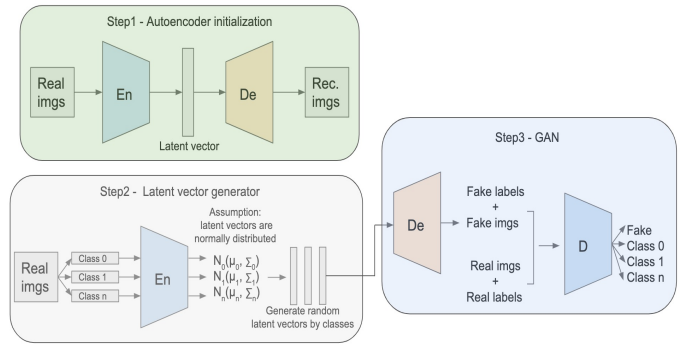 Step1 - Autoencoder initialization
Real
imgs
En
De
Rec.
imgs
Latent vector
Step2 - Latent vector generator
Assumption:
latent vectors are
normally distributed
Real
imgs
Class 0
Class 1
Class n
En
N₀(μ₀, Σ₀)
N₁(μ₁, Σ₁)
Nₙ(μₙ, Σₙ)
Generate random
latent vectors by classes
Step3 - GAN
De
Fake labels
+
Fake imgs
Real imgs
+
Real labels
D
Fake
Class 0
Class 1
Class n